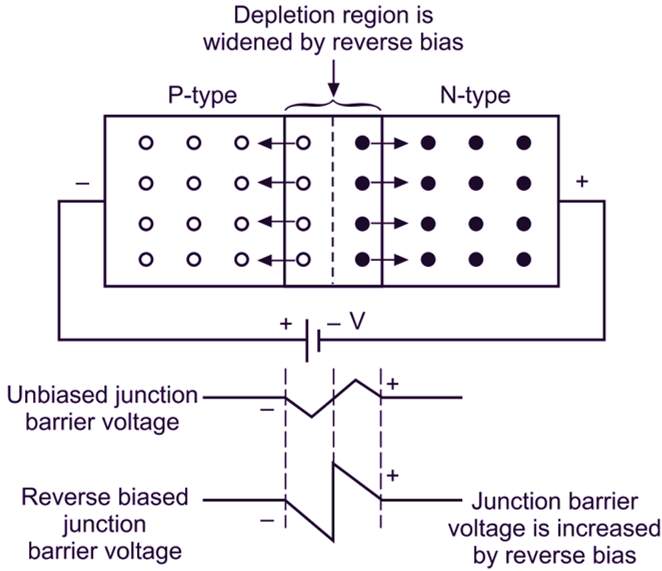 Depletion region is
widened by reverse bias
P-type
N-type
–
+
+
– V
Unbiased junction
barrier voltage
–
+
Reverse biased
junction
barrier voltage
–
+
Junction barrier
voltage is increased
by reverse bias